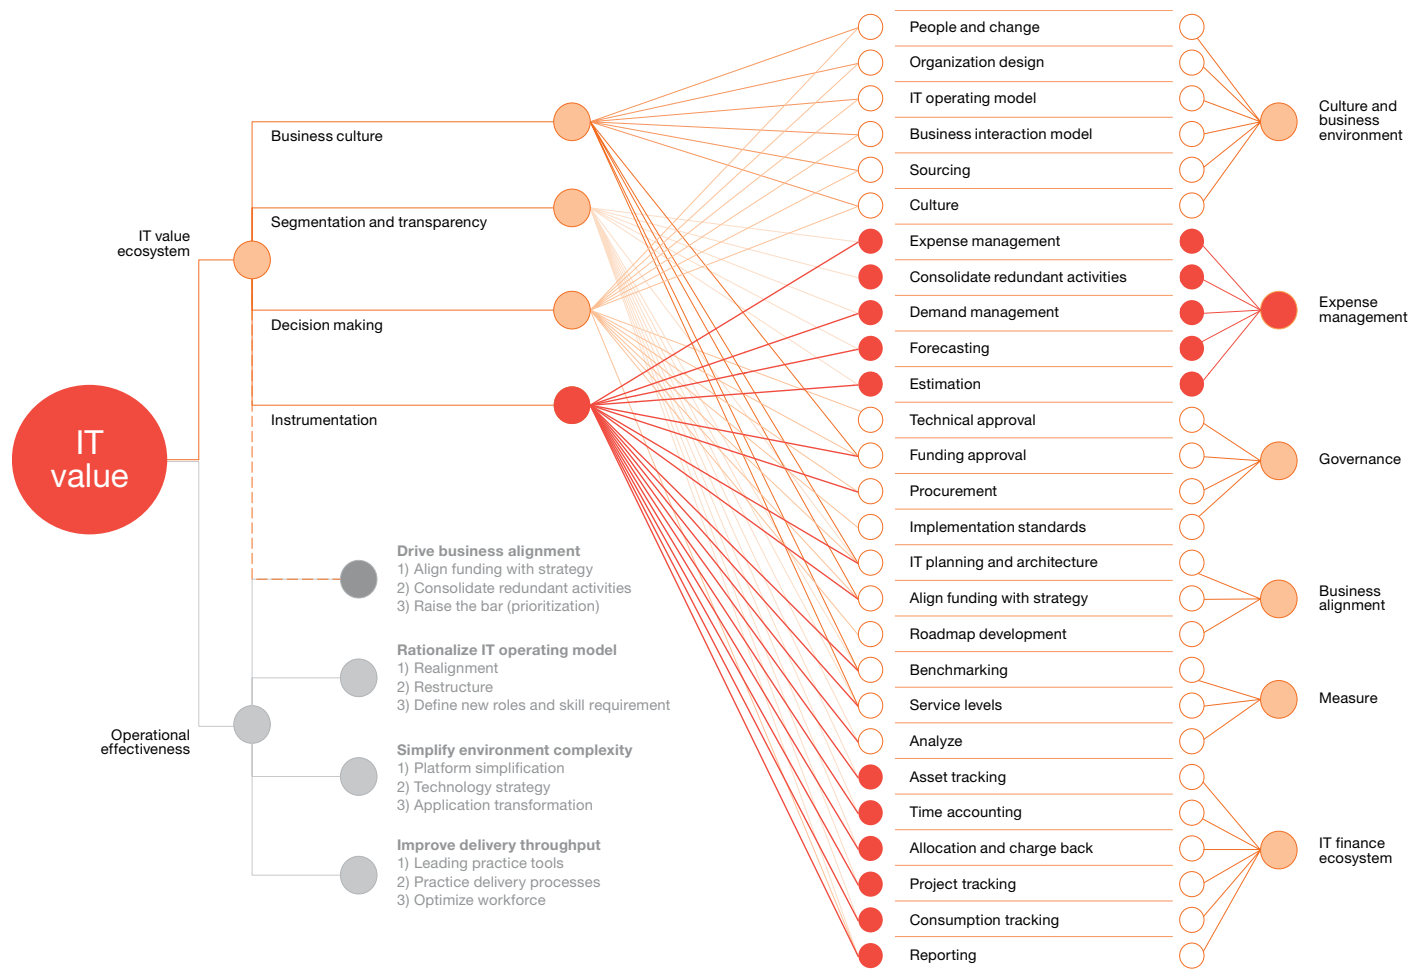 IT
value
IT value
ecosystem
Operational
effectiveness
Business culture
Segmentation and transparency
Decision making
Instrumentation
Drive business alignment
1) Align funding with strategy
2) Consolidate redundant activities
3) Raise the bar (prioritization)
Rationalize IT operating model
1) Realignment
2) Restructure
3) Define new roles and skill requirement
Simplify environment complexity
1) Platform simplification
2) Technology strategy
3) Application transformation
Improve delivery throughput
1) Leading practice tools
2) Practice delivery processes
3) Optimize workforce
People and change
Organization design
IT operating model
Business interaction model
Sourcing
Culture
Expense management
Consolidate redundant activities
Demand management
Forecasting
Estimation
Technical approval
Funding approval
Procurement
Implementation standards
IT planning and architecture
Align funding with strategy
Roadmap development
Benchmarking
Service levels
Analyze
Asset tracking
Time accounting
Allocation and charge back
Project tracking
Consumption tracking
Reporting
Culture and
business
environment
Expense
management
Governance
Business
alignment
Measure
IT finance
ecosystem